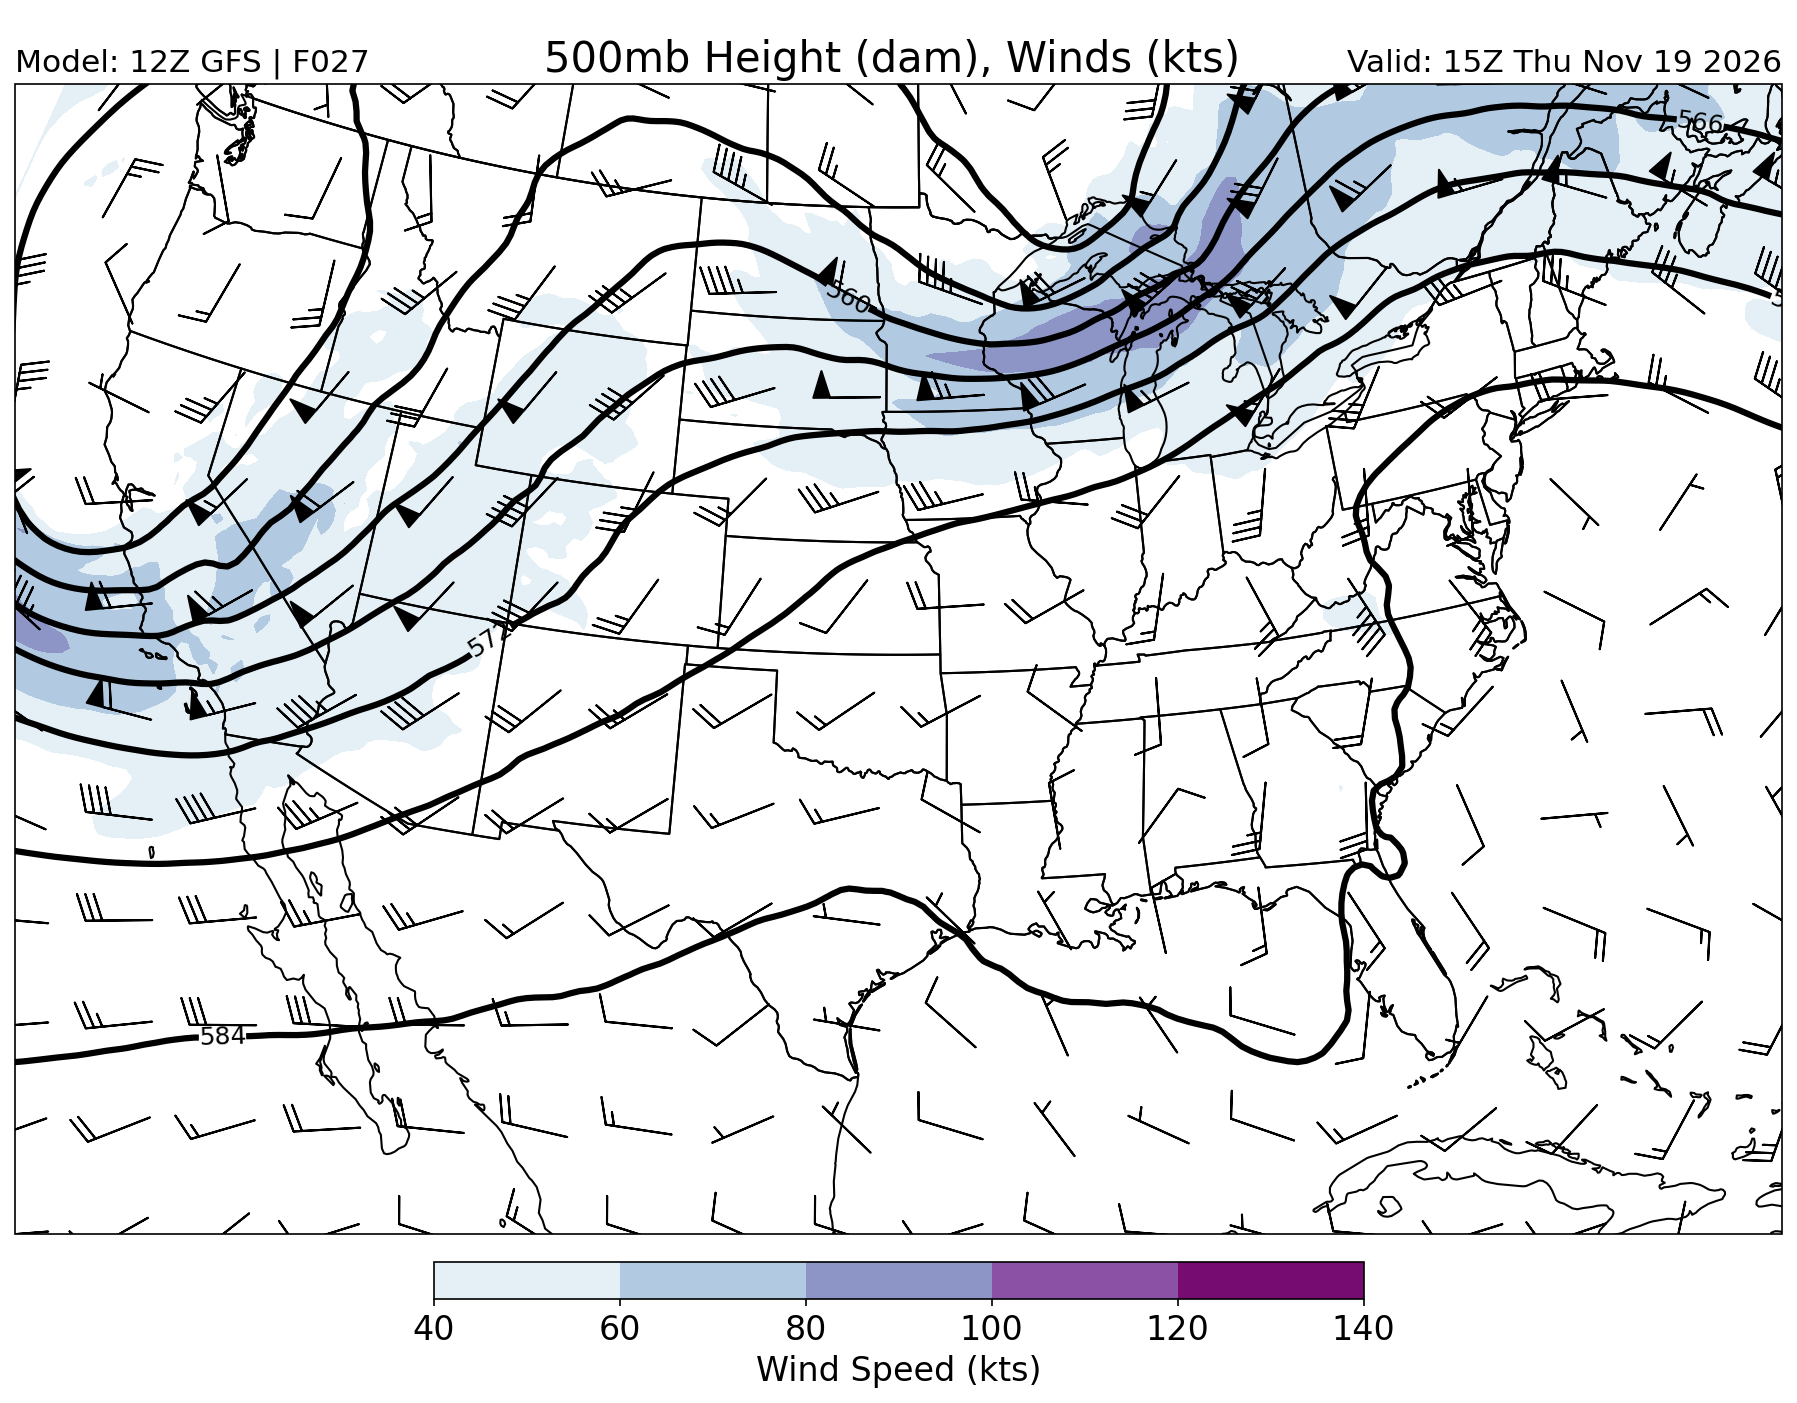 Model: 12Z GFS | F027
500mb Height (dam), Winds (kts)
Valid: 15Z Thu Nov 19 2026
566
560
572
584
40 60 80 100 120 140
Wind Speed (kts)